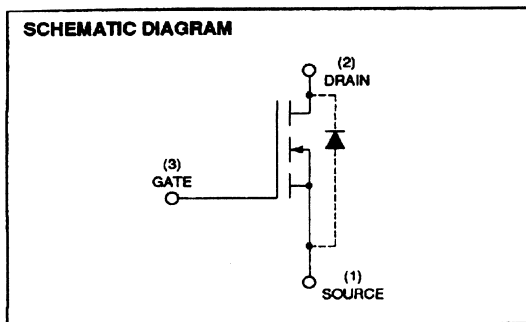 SCHEMATIC DIAGRAM
(2)
DRAIN
(3)
GATE
(1)
SOURCE